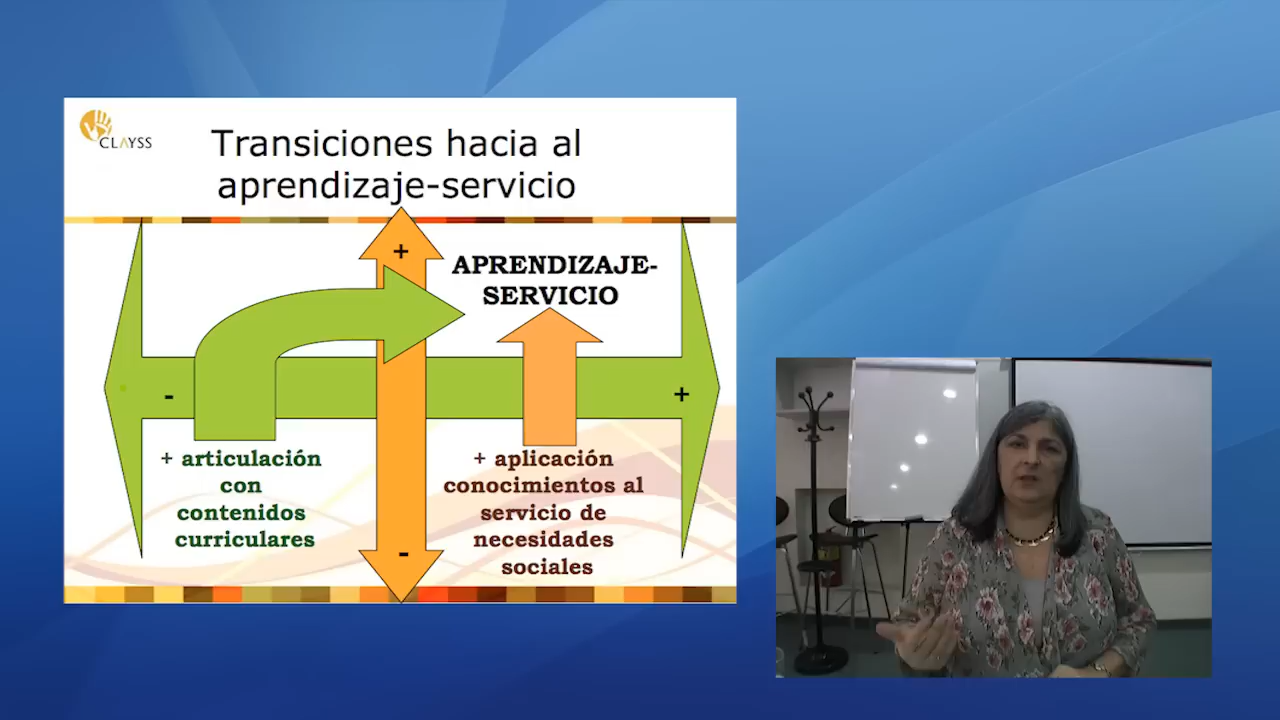 CLAYSS
Transiciones hacia al
aprendizaje-servicio
+
APRENDIZAJE-
SERVICIO
-
+
+ articulación
con
contenidos
curriculares
+ aplicación
conocimientos al
servicio de
necesidades
sociales
-